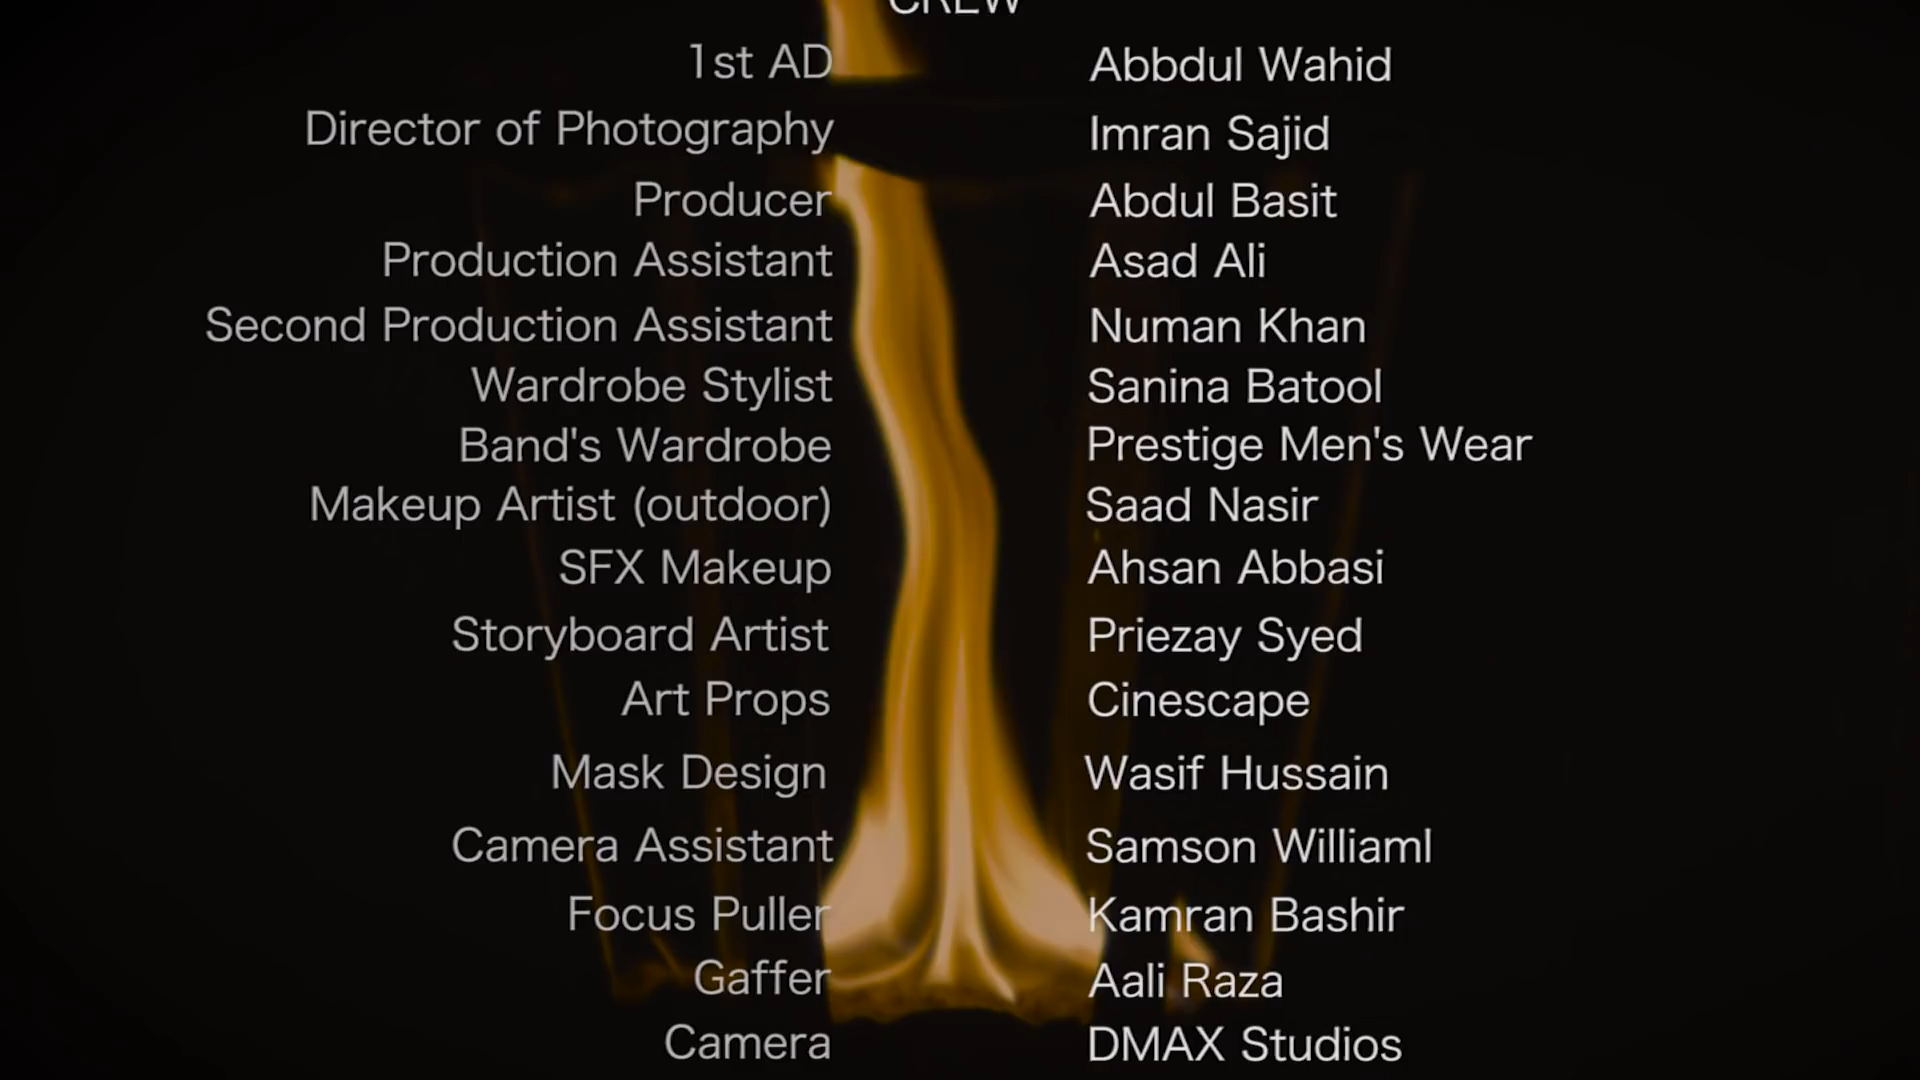 CREW
1st AD Abbdul Wahid
Director of Photography Imran Sajid
Producer Abdul Basit
Production Assistant Asad Ali
Second Production Assistant Numan Khan
Wardrobe Stylist Sanina Batool
Band's Wardrobe Prestige Men's Wear
Makeup Artist (outdoor) Saad Nasir
SFX Makeup Ahsan Abbasi
Storyboard Artist Priezay Syed
Art Props Cinescape
Mask Design Wasif Hussain
Camera Assistant Samson Williaml
Focus Puller Kamran Bashir
Gaffer Aali Raza
Camera DMAX Studios